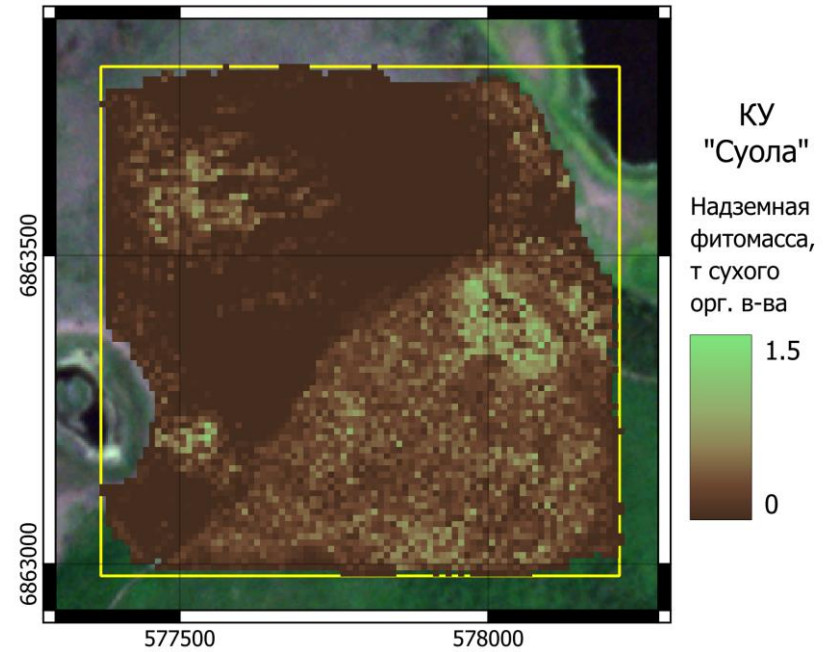 КУ
"Суола"
Надземная
фитомасса,
т сухого
орг. в-ва
1.5
0
6863500
6863000
577500
578000